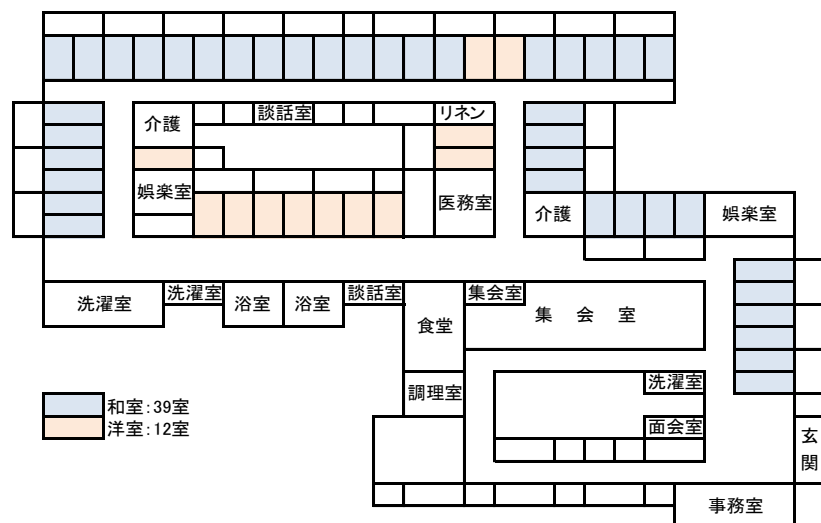 介護
談話室
リネン
娯楽室
医務室
介護
娯楽室
洗濯室
洗濯室
浴室
浴室
談話室
食堂
集会室
集 会 室
調理室
洗濯室
和室:39室
洋室:12室
面会室
玄
関
事務室